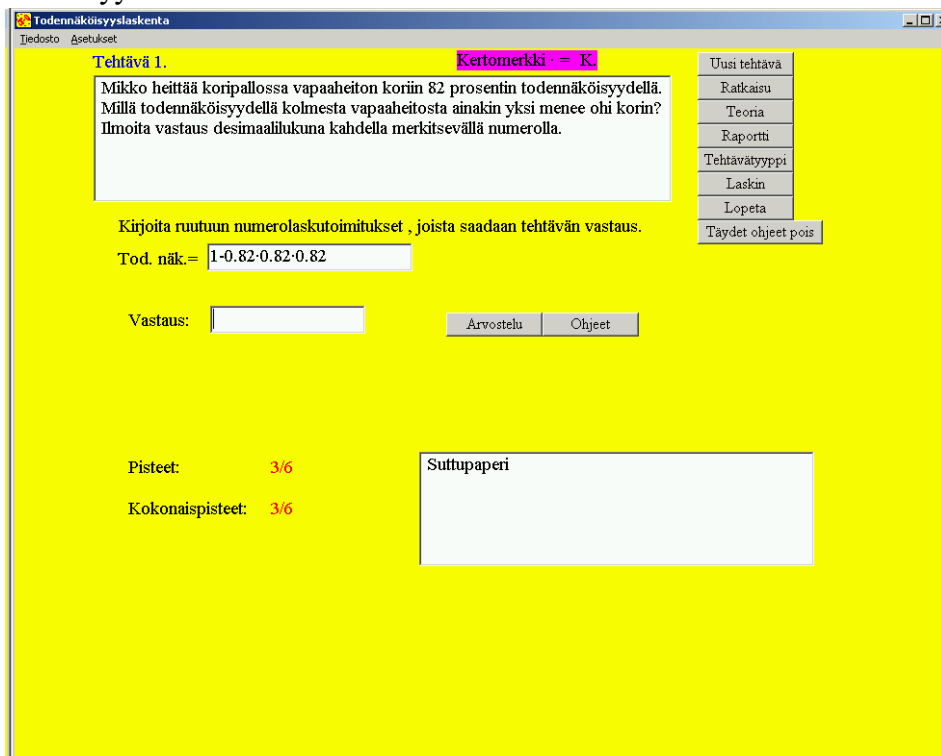 Todennäköisyyslaskenta
Tiedosto Asetukset
Tehtävä 1.
Kertomerkki · = K.
Mikko heittää koripallossa vapaaheiton koriin 82 prosentin todennäköisyydellä.
Millä todennäköisyydellä kolmesta vapaaheitosta ainakin yksi menee ohi korin?
Ilmoita vastaus desimaalilukuna kahdella merkitsevällä numerolla.
Uusi tehtävä
Ratkaisu
Teoria
Raportti
Tehtävätyyppi
Laskin
Lopeta
Täydet ohjeet pois
Kirjoita ruutuun numerolaskutoimitukset , joista saadaan tehtävän vastaus.
Tod. näk.= 1-0.82·0.82·0.82
Vastaus:
Arvostelu Ohjeet
Pisteet: 3/6
Kokonaispisteet: 3/6
Suttupaperi